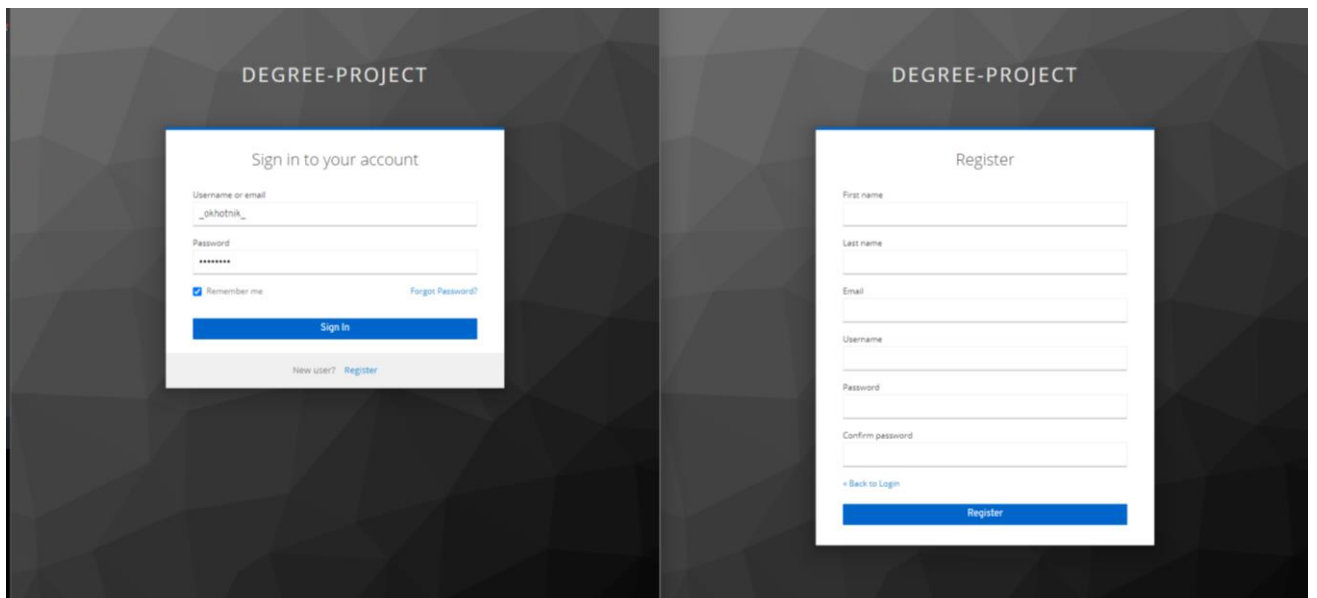 DEGREE-PROJECT
Sign in to your account
Username or email
_okhotnik_
Password
••••••••
Remember me
Forgot Password?
Sign In
New user? Register
DEGREE-PROJECT
Register
First name
Last name
Email
Username
Password
Confirm password
« Back to Login
Register